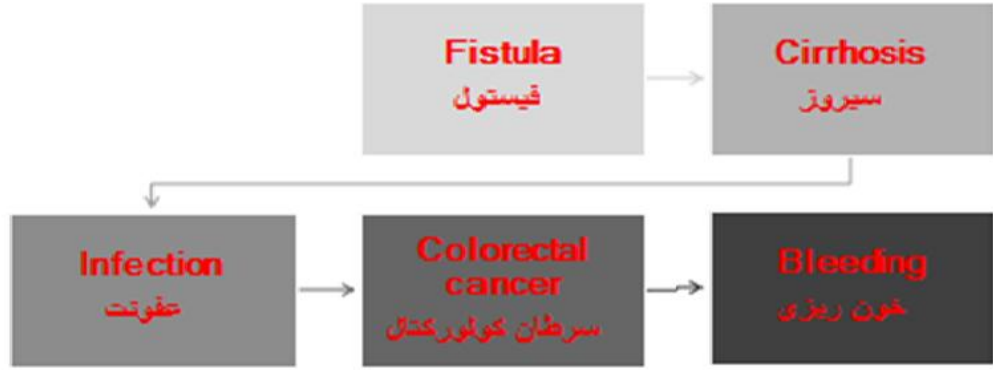 Fistula
فیستول
Cirrhosis
سیروز
Infection
عفونت
Colorectal
cancer
سرطان کولورکتال
Bleeding
خون ریزی